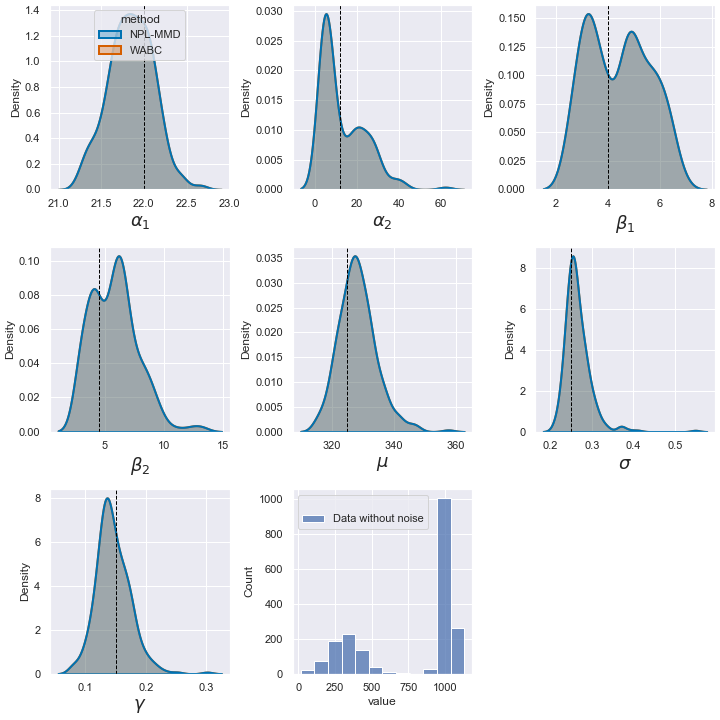 method
NPL-MMD
WABC
Density
1.4
1.2
1.0
0.8
0.6
0.4
0.2
0.0
21.0 21.5 22.0 22.5 23.0
α₁
Density
0.030
0.025
0.020
0.015
0.010
0.005
0.000
0 20 40 60
α₂
Density
0.150
0.125
0.100
0.075
0.050
0.025
0.000
2 4 6 8
β₁
Density
0.10
0.08
0.06
0.04
0.02
0.00
5 10 15
β₂
Density
0.035
0.030
0.025
0.020
0.015
0.010
0.005
0.000
320 340 360
μ
Density
8
6
4
2
0
0.2 0.3 0.4 0.5
σ
Density
8
6
4
2
0
0.1 0.2 0.3
γ
Data without noise
Count
1000
800
600
400
200
0
0 250 500 750 1000
value